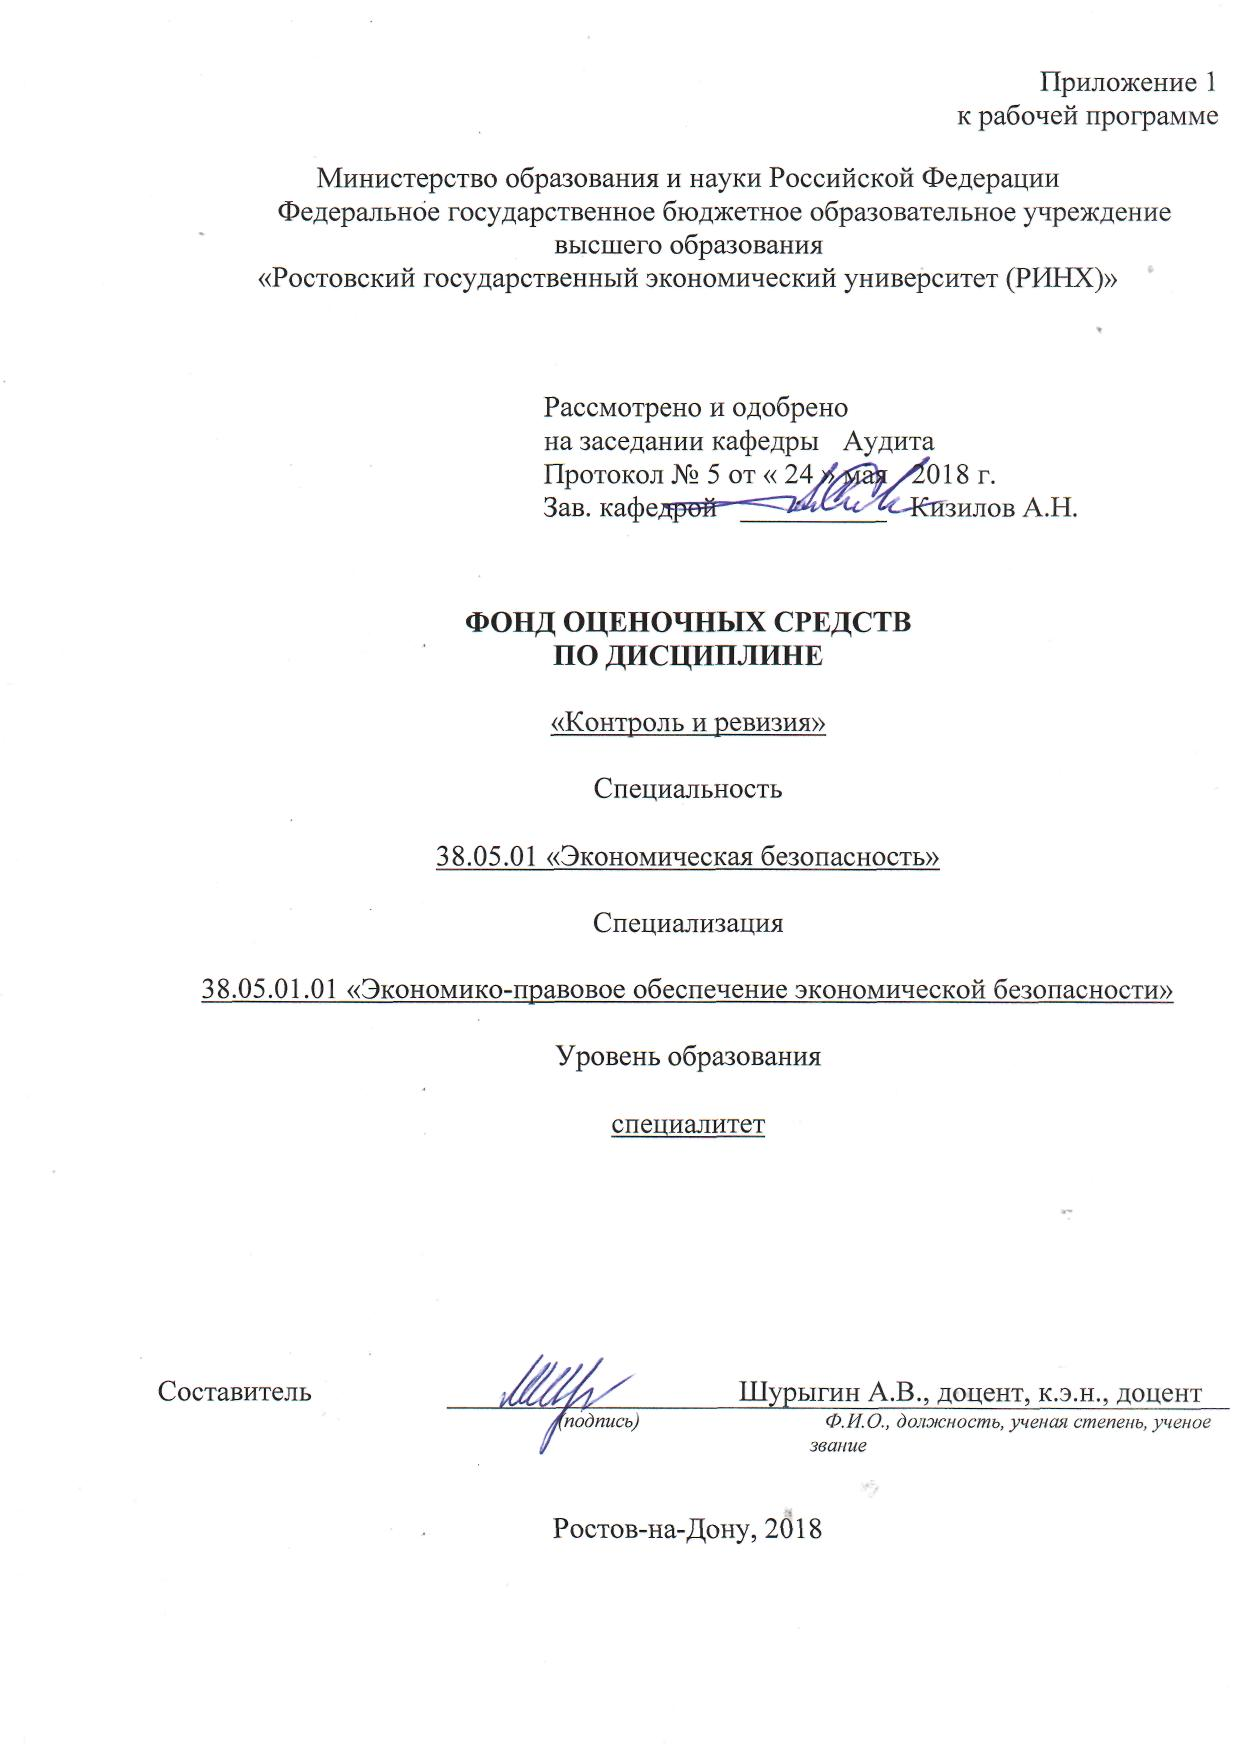 Приложение 1
к рабочей программе
Министерство образования и науки Российской Федерации
Федеральное государственное бюджетное образовательное учреждение
высшего образования
«Ростовский государственный экономический университет (РИНХ)»
Рассмотрено и одобрено
на заседании кафедры Аудита
Протокол № 5 от « 24 » мая 2018 г.
Зав. кафедрой __________ Кизилов А.Н.
ФОНД ОЦЕНОЧНЫХ СРЕДСТВ
ПО ДИСЦИПЛИНЕ
«Контроль и ревизия»
Специальность
38.05.01 «Экономическая безопасность»
Специализация
38.05.01.01 «Экономико-правовое обеспечение экономической безопасности»
Уровень образования
специалитет
Составитель Шурыгин А.В., доцент, к.э.н., доцент
(подпись) Ф.И.О., должность, ученая степень, ученое
звание
Ростов-на-Дону, 2018